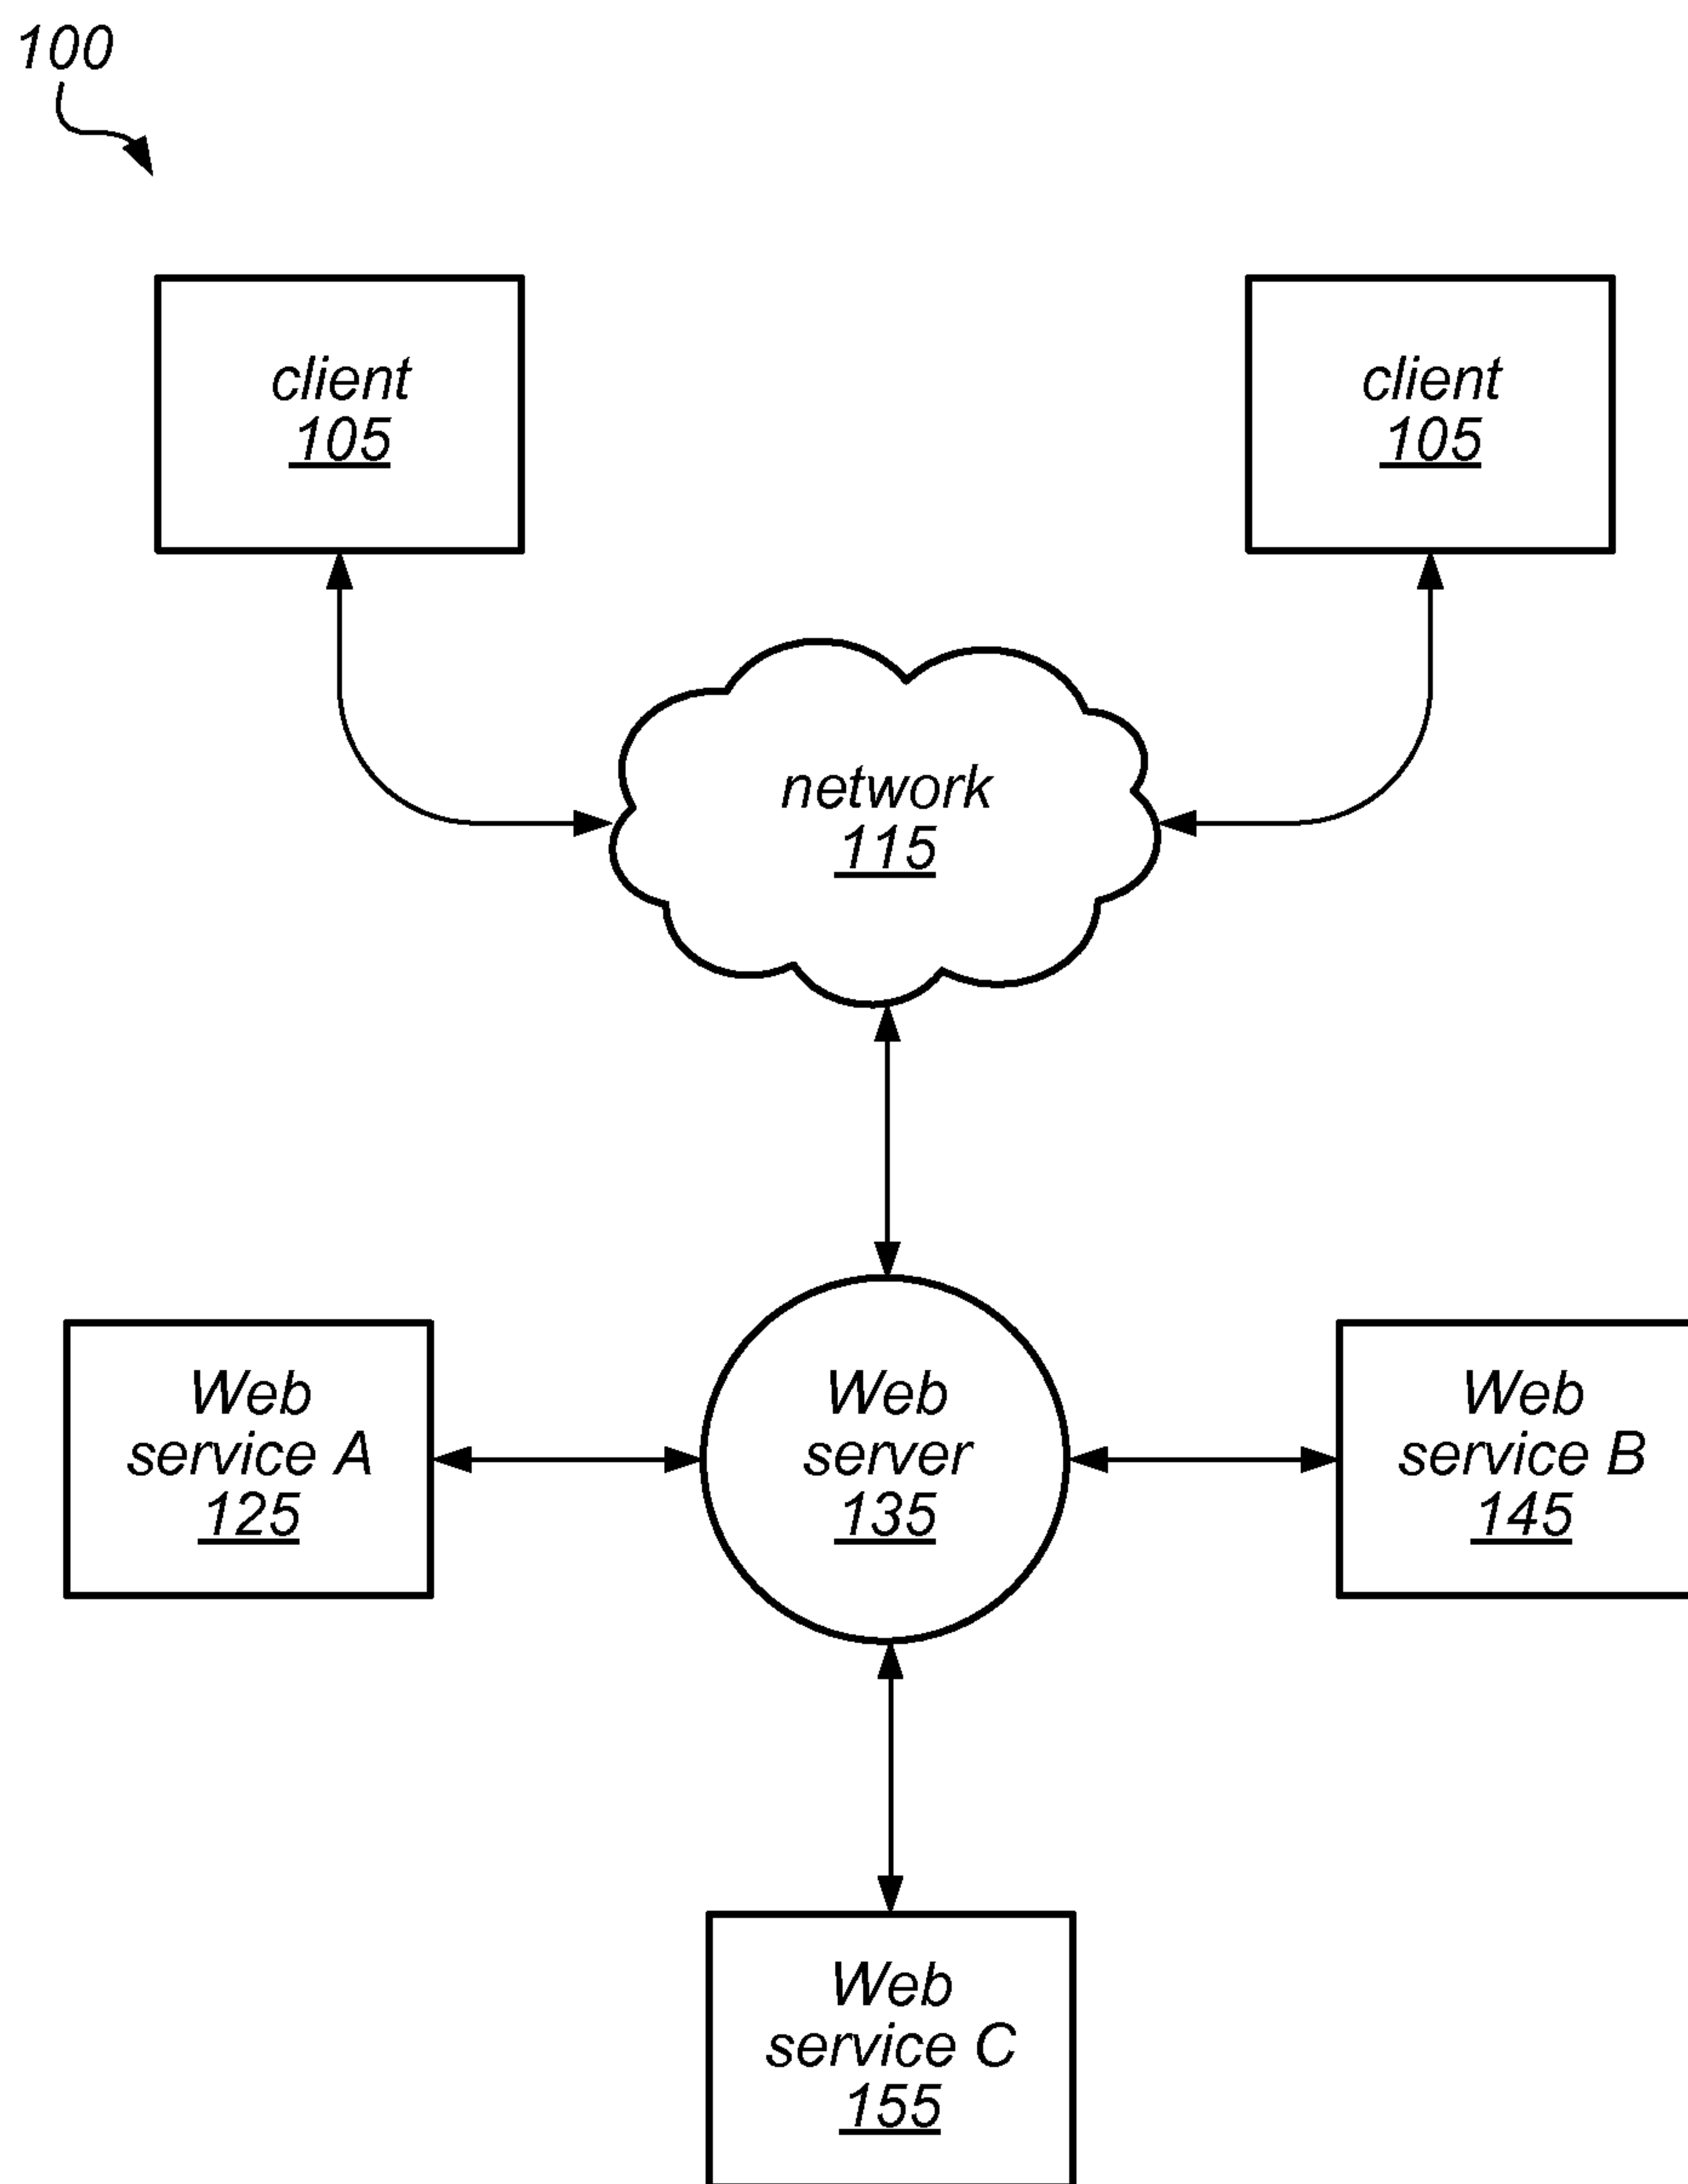 100
client
105
client
105
network
115
Web
service A
125
Web
server
135
Web
service B
145
Web
service C
155